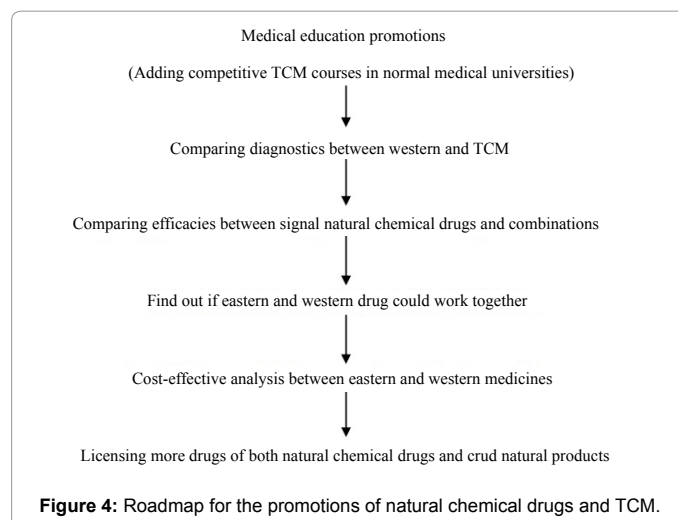 Medical education promotions
(Adding competitive TCM courses in normal medical universities)
Comparing diagnostics between western and TCM
Comparing efficacies between signal natural chemical drugs and combinations
Find out if eastern and western drug could work together
Cost-effective analysis between eastern and western medicines
Licensing more drugs of both natural chemical drugs and crud natural products
Figure 4: Roadmap for the promotions of natural chemical drugs and TCM.